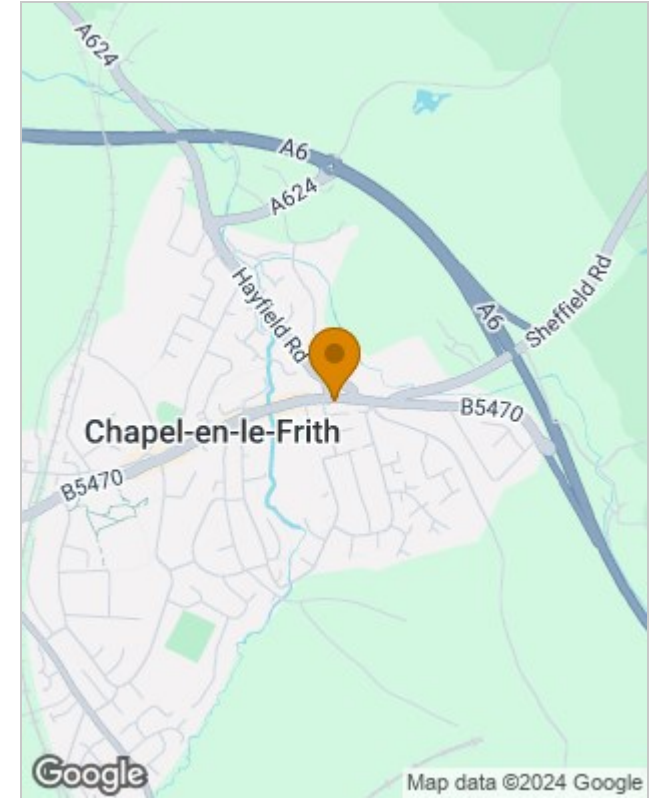 A624
A6
A624
Hayfield Rd
A6
Sheffield Rd
B5470
Chapel-en-le-Frith
B5470
Google
Map data ©2024 Google